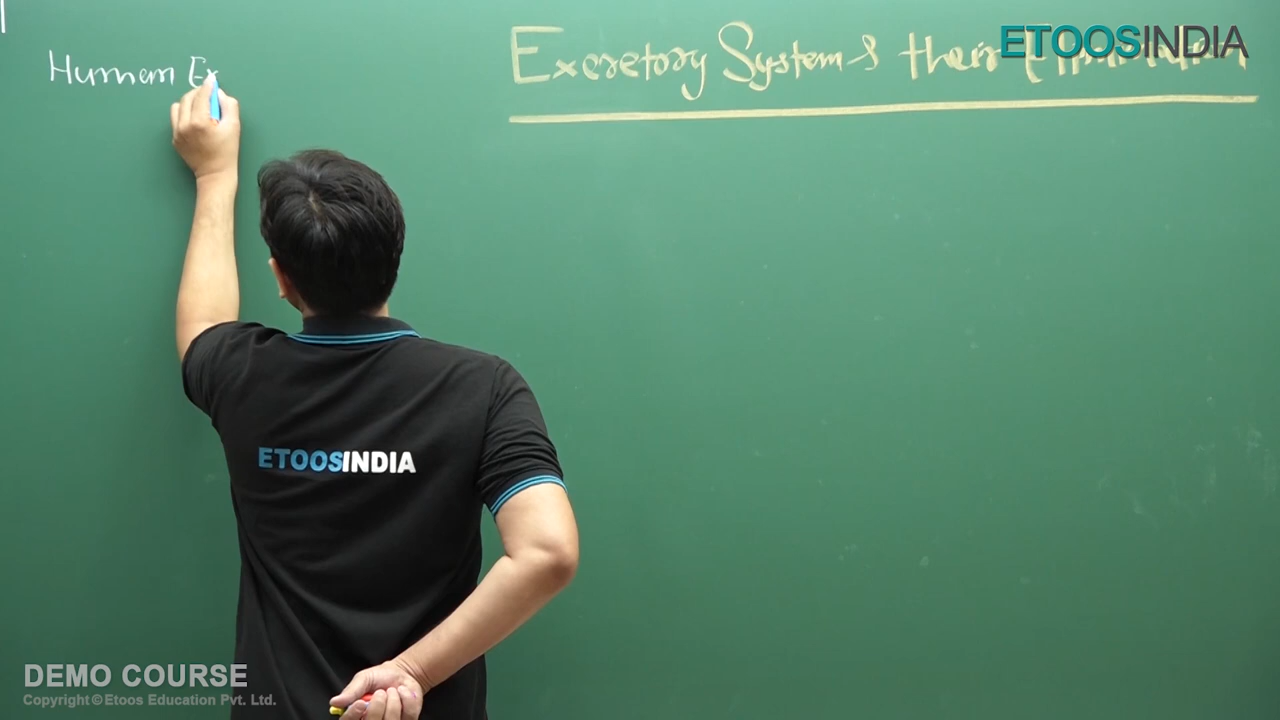 Human Ex
Excretory System & their
ETOOSINDIA
ETOOSINDIA
DEMO COURSE
Copyright © Etoos Education Pvt. Ltd.